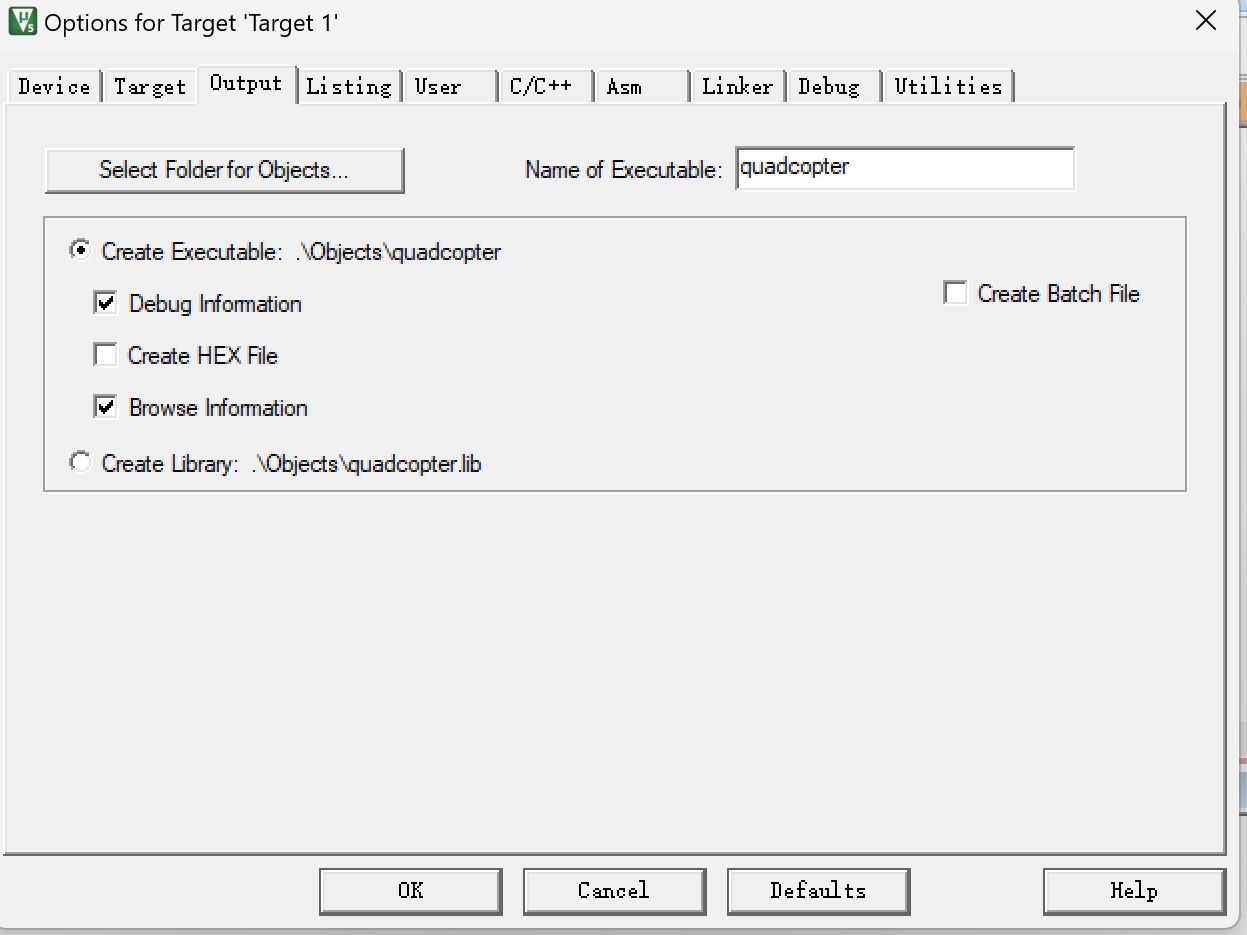 Options for Target 'Target 1'
Device Target Output Listing User C/C++ Asm Linker Debug Utilities
Select Folder for Objects... Name of Executable: quadcopter
Create Executable: .\Objects\quadcopter
Debug Information Create Batch File
Create HEX File
Browse Information
Create Library: .\Objects\quadcopter.lib
OK Cancel Defaults Help